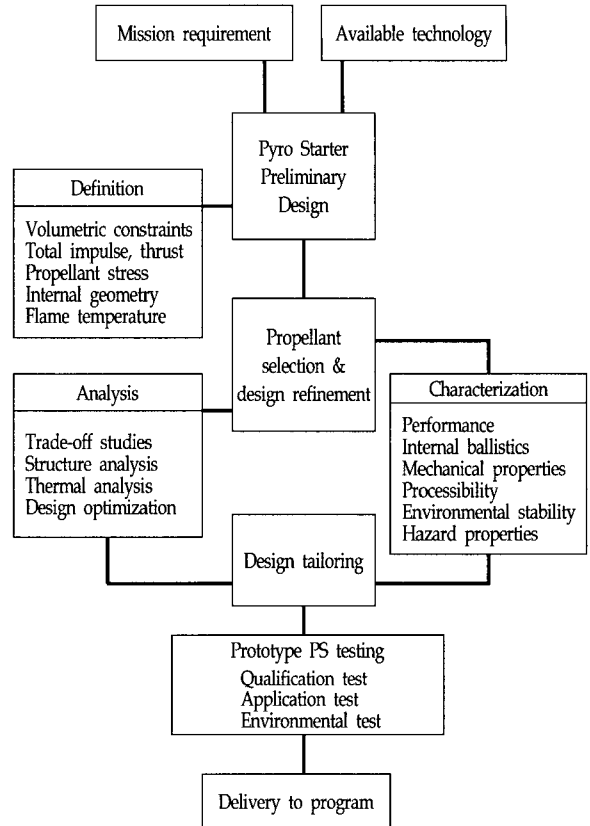 Mission requirement
Available technology
Pyro Starter
Preliminary
Design
Definition
Volumetric constraints
Total impulse, thrust
Propellant stress
Internal geometry
Flame temperature
Propellant
selection &
design refinement
Analysis
Trade-off studies
Structure analysis
Thermal analysis
Design optimization
Characterization
Performance
Internal ballistics
Mechanical properties
Processibility
Environmental stability
Hazard properties
Design tailoring
Prototype PS testing
Qualification test
Application test
Environmental test
Delivery to program